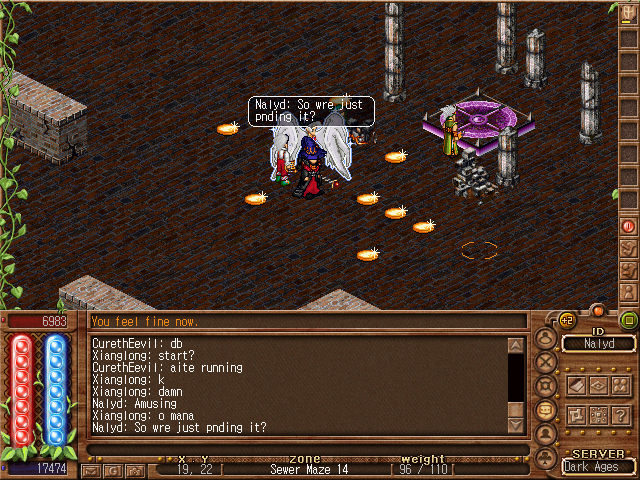 Nalyd: So wre just
pnding it?
6983
You feel fine now.
+2
ID
Nalyd
CurethEevil: db
Xianglong: start?
CurethEevil: aite running
Xianglong: k
Xianglong: damn
Nalyd: Amusing
Xianglong: o mana
Nalyd: So wre just pnding it?
x, y zone weight
17474 19, 22 Sewer Maze 14 96 / 110
SERVER
Dark Ages
G
?